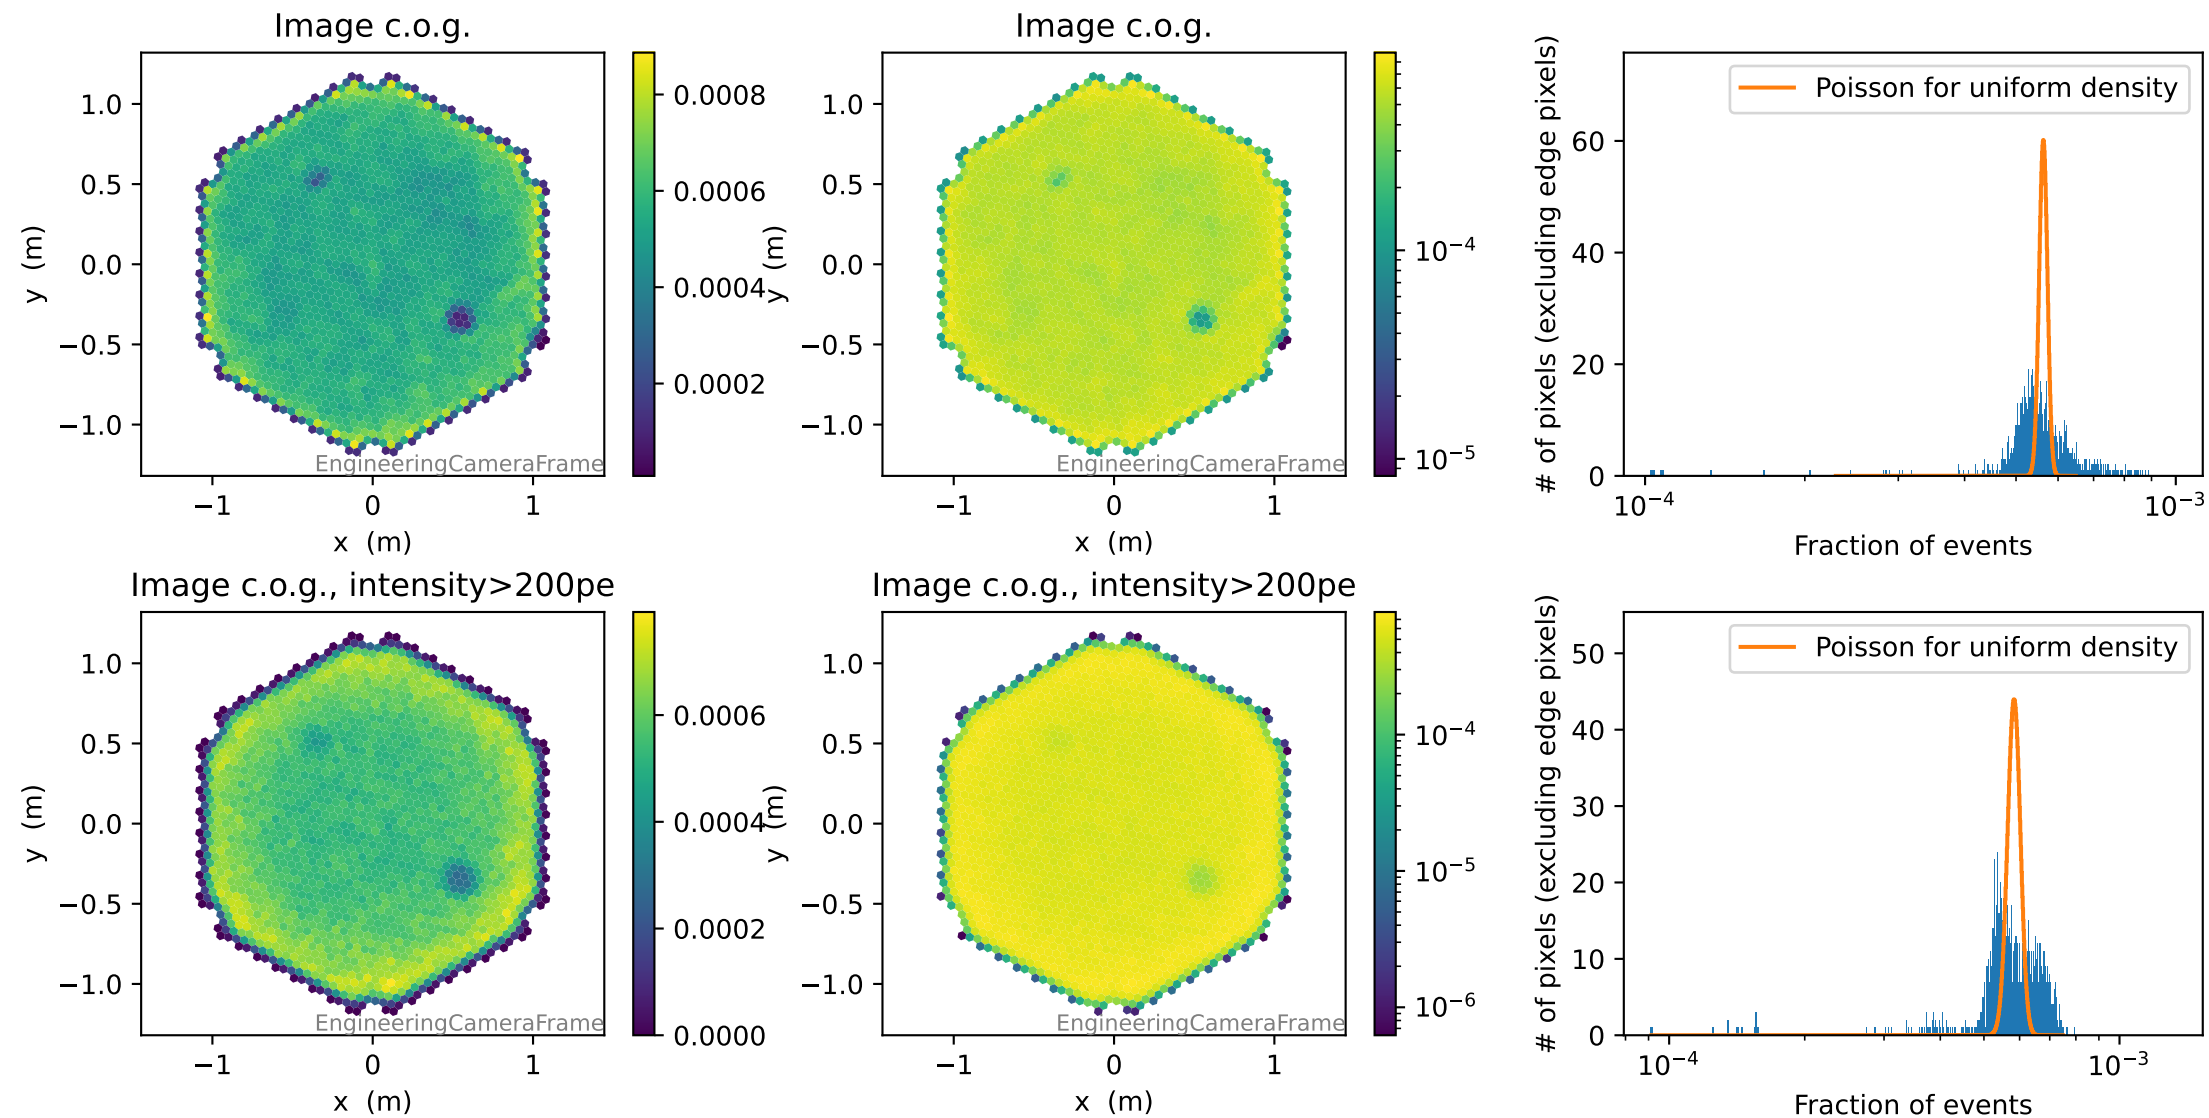 Image c.o.g.
1.0
0.5
0.0
−0.5
−1.0
y (m)
−1
0
1
x (m)
EngineeringCameraFrame
0.0008
0.0006
0.0004
0.0002
Image c.o.g.
1.0
0.5
0.0
−0.5
−1.0
y (m)
−1
0
1
x (m)
EngineeringCameraFrame
10⁻⁴
10⁻⁵
# of pixels (excluding edge pixels)
60
40
20
0
Poisson for uniform density
10⁻⁴
10⁻³
Fraction of events
Image c.o.g., intensity>200pe
1.0
0.5
0.0
−0.5
−1.0
y (m)
−1
0
1
x (m)
EngineeringCameraFrame
0.0006
0.0004
0.0002
0.0000
Image c.o.g., intensity>200pe
1.0
0.5
0.0
−0.5
−1.0
y (m)
−1
0
1
x (m)
EngineeringCameraFrame
10⁻⁴
10⁻⁵
10⁻⁶
# of pixels (excluding edge pixels)
50
40
30
20
10
0
Poisson for uniform density
10⁻⁴
10⁻³
Fraction of events